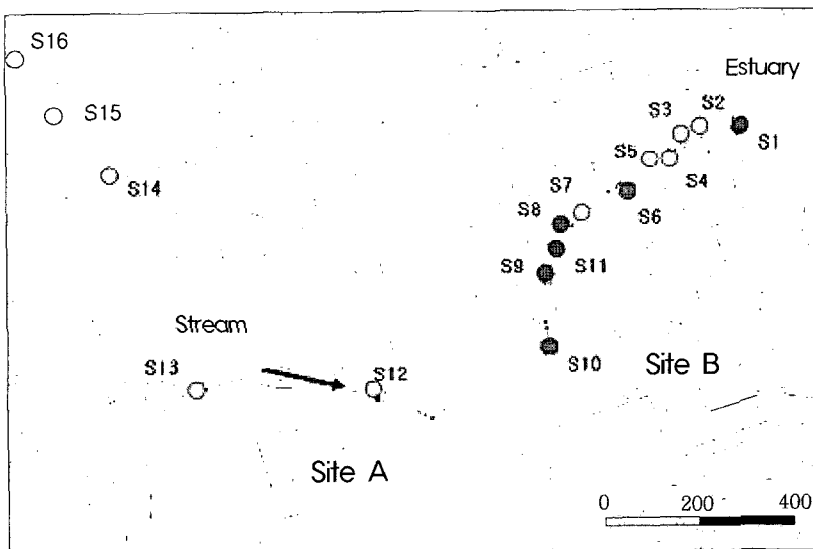 S16
Estuary
S15
S3
S2
S1
S5
S4
S14
S7
S6
S8
S11
S9
Stream
S13
S12
S10
Site B
Site A
0 200 400